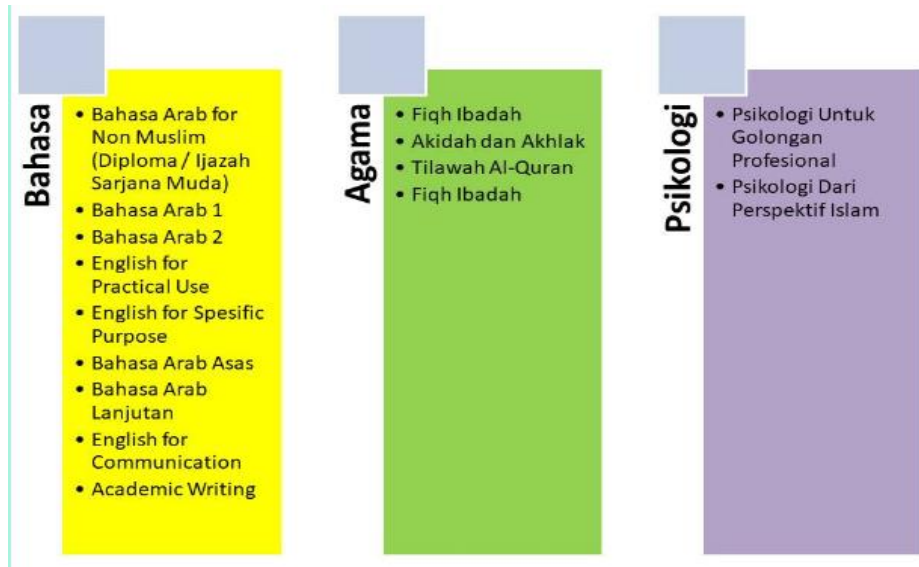 Bahasa
• Bahasa Arab for
Non Muslim
(Diploma / Ijazah
Sarjana Muda)
• Bahasa Arab 1
• Bahasa Arab 2
• English for
Practical Use
• English for Spesific
Purpose
• Bahasa Arab Asas
• Bahasa Arab
Lanjutan
• English for
Communication
• Academic Writing
Agama
• Fiqh Ibadah
• Akidah dan Akhlak
• Tilawah Al-Quran
• Fiqh Ibadah
Psikologi
• Psikologi Untuk
Golongan
Profesional
• Psikologi Dari
Perspektif Islam